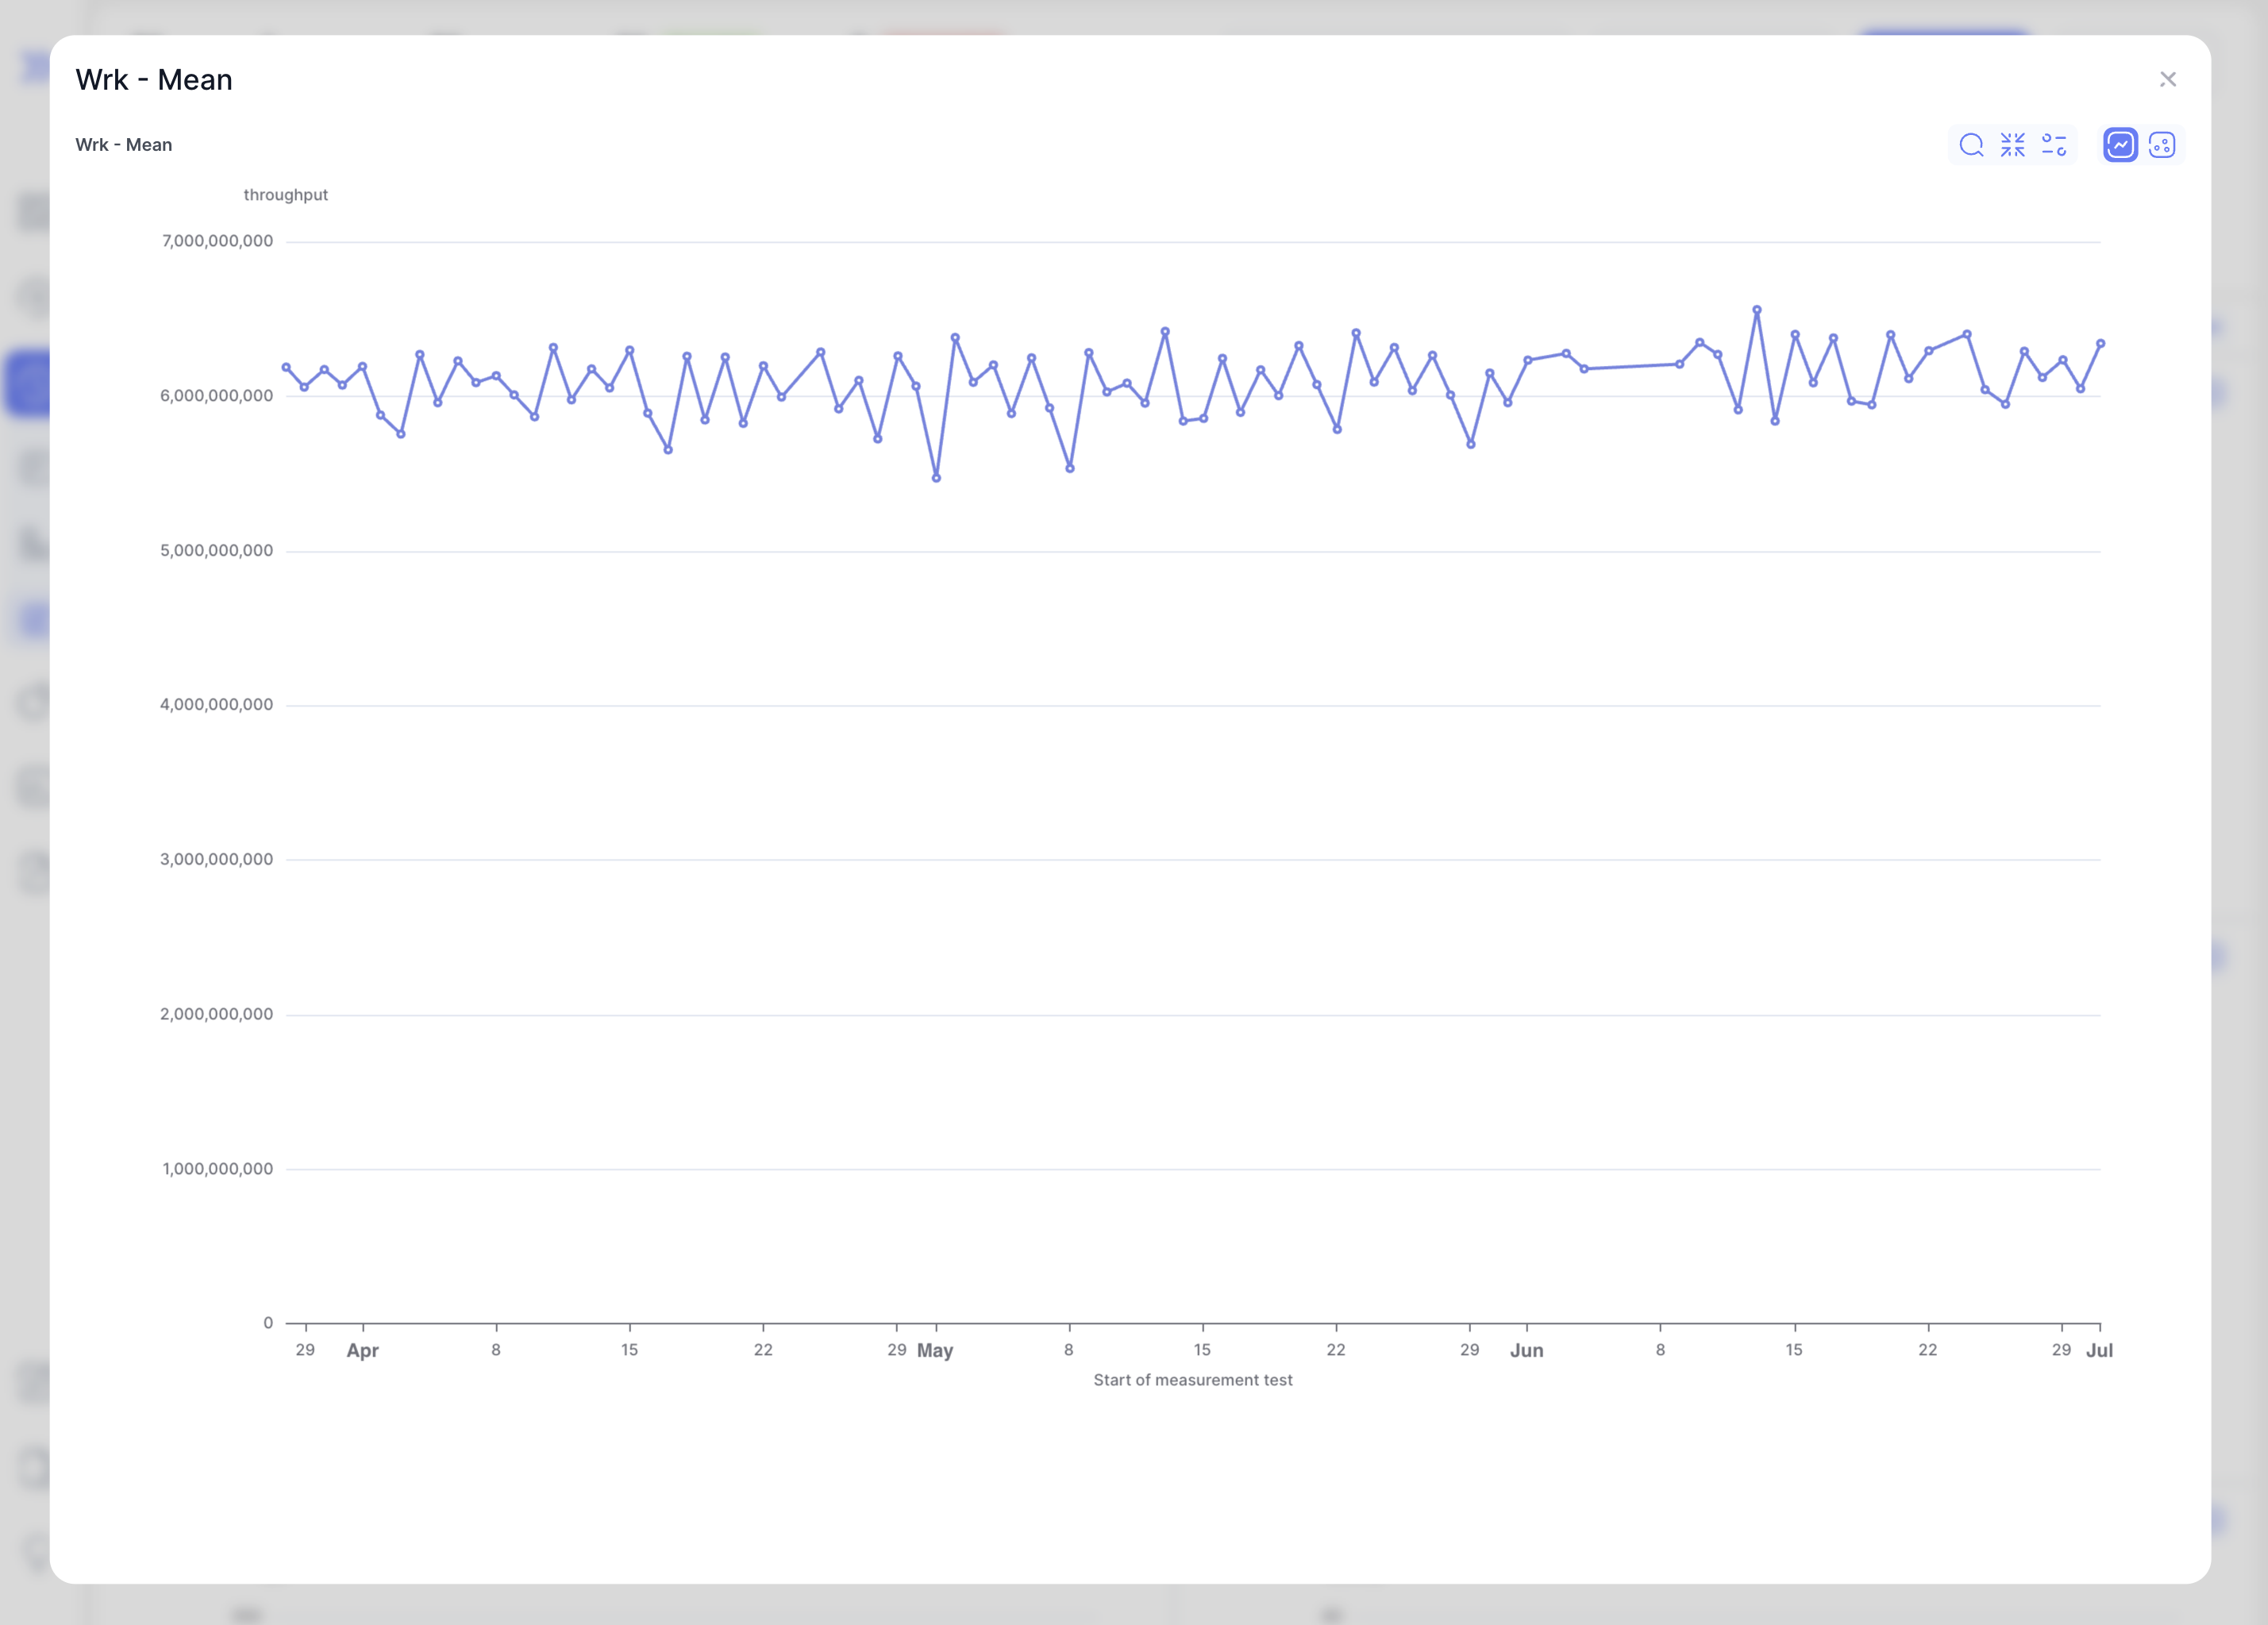 Wrk - Mean
Wrk - Mean
throughput
7,000,000,000
6,000,000,000
5,000,000,000
4,000,000,000
3,000,000,000
2,000,000,000
1,000,000,000
0
29 Apr 8 15 22 29 May 8 15 22 29 Jun 8 15 22 29 Jul
Start of measurement test